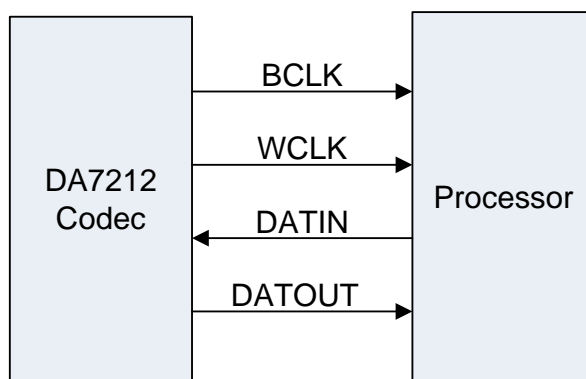 DA7212
Codec
BCLK
WCLK
DATIN
DATOUT
Processor